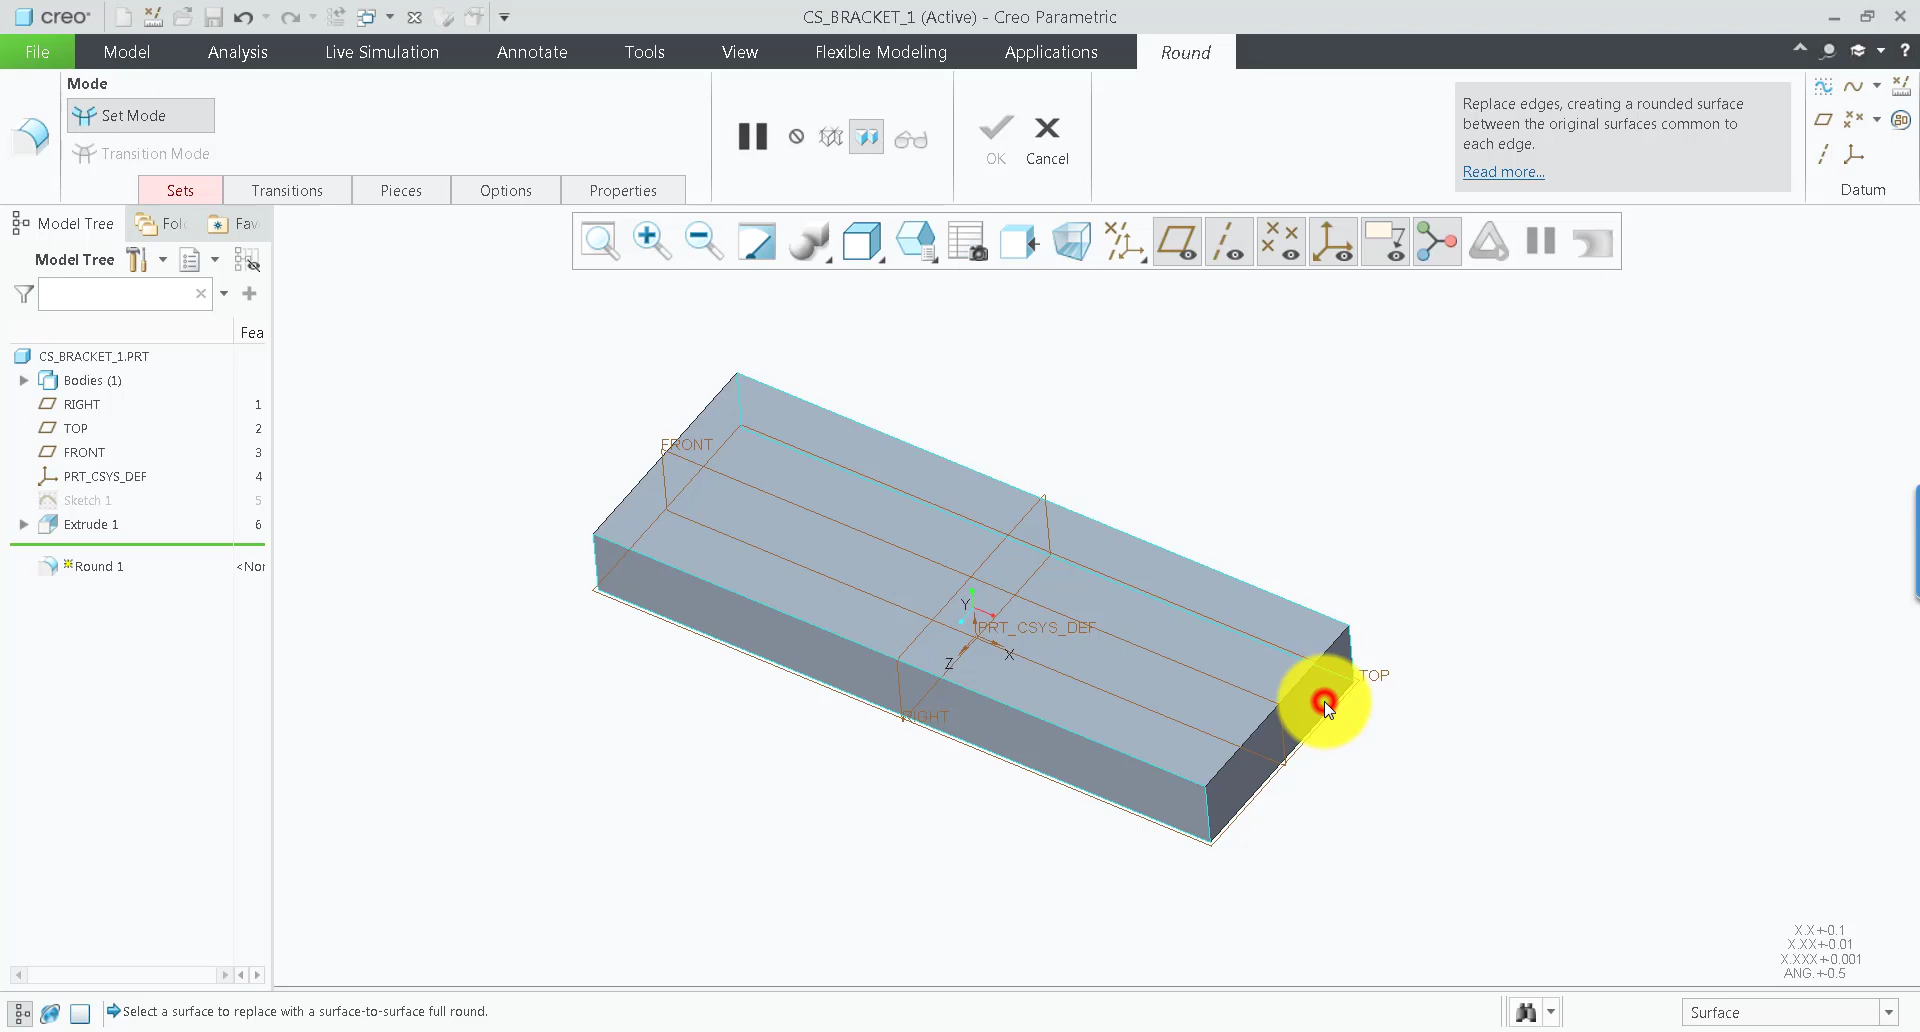 creo
CS_BRACKET_1 (Active) - Creo Parametric
File
Model
Analysis
Live Simulation
Annotate
Tools
View
Flexible Modeling
Applications
Round
?
Mode
Set Mode
Transition Mode
OK
Cancel
Replace edges, creating a rounded surface
between the original surfaces common to
each edge.
Read more...
Datum
Sets
Transitions
Pieces
Options
Properties
Model Tree
Fol
Fav
Model Tree
Fea
CS_BRACKET_1.PRT
Bodies (1)
RIGHT 1
TOP 2
FRONT 3
PRT_CSYS_DEF 4
Sketch 1 5
Extrude 1 6
Round 1 <Nor
FRONT
Y
PRT_CSYS_DEF
X
Z
TOP
RIGHT
X.X+-0.1
X.XX+-0.01
X.XXX+-0.001
ANG.+-0.5
Select a surface to replace with a surface-to-surface full round.
Surface